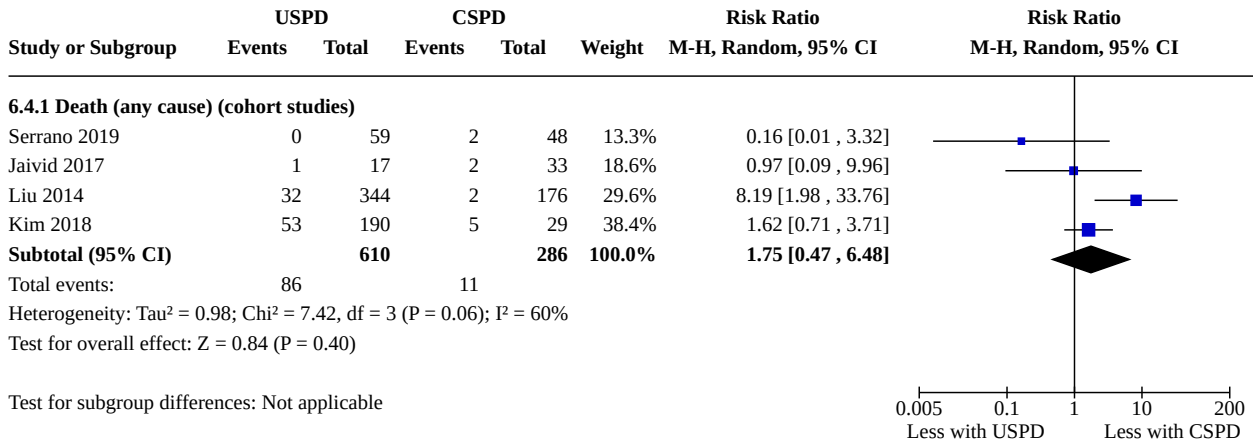 USPD CSPD Risk Ratio Risk Ratio
Study or Subgroup Events Total Events Total Weight M-H, Random, 95% CI M-H, Random, 95% CI
6.4.1 Death (any cause) (cohort studies)
Serrano 2019 0 59 2 48 13.3% 0.16 [0.01 , 3.32]
Jaivid 2017 1 17 2 33 18.6% 0.97 [0.09 , 9.96]
Liu 2014 32 344 2 176 29.6% 8.19 [1.98 , 33.76]
Kim 2018 53 190 5 29 38.4% 1.62 [0.71 , 3.71]
Subtotal (95% CI) 610 286 100.0% 1.75 [0.47 , 6.48]
Total events: 86 11
Heterogeneity: Tau² = 0.98; Chi² = 7.42, df = 3 (P = 0.06); I² = 60%
Test for overall effect: Z = 0.84 (P = 0.40)
Test for subgroup differences: Not applicable
0.005 0.1 1 10 200
Less with USPD Less with CSPD